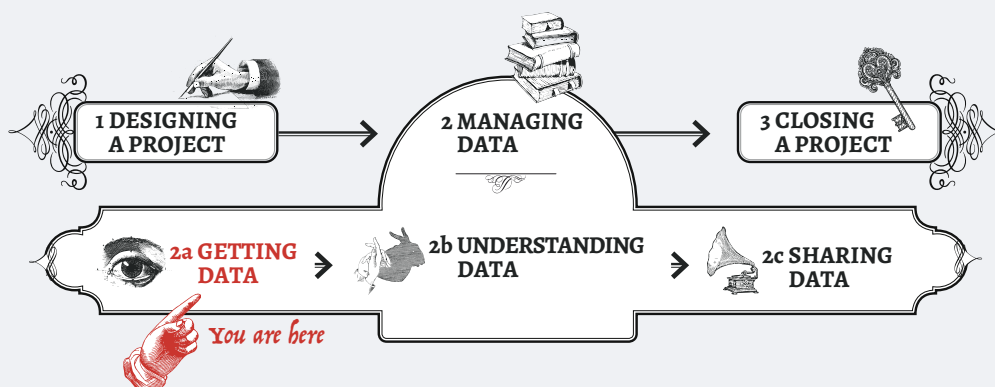 1 DESIGNING
A PROJECT
2 MANAGING
DATA
3 CLOSING
A PROJECT
2a GETTING
DATA
2b UNDERSTANDING
DATA
2c SHARING
DATA
You are here